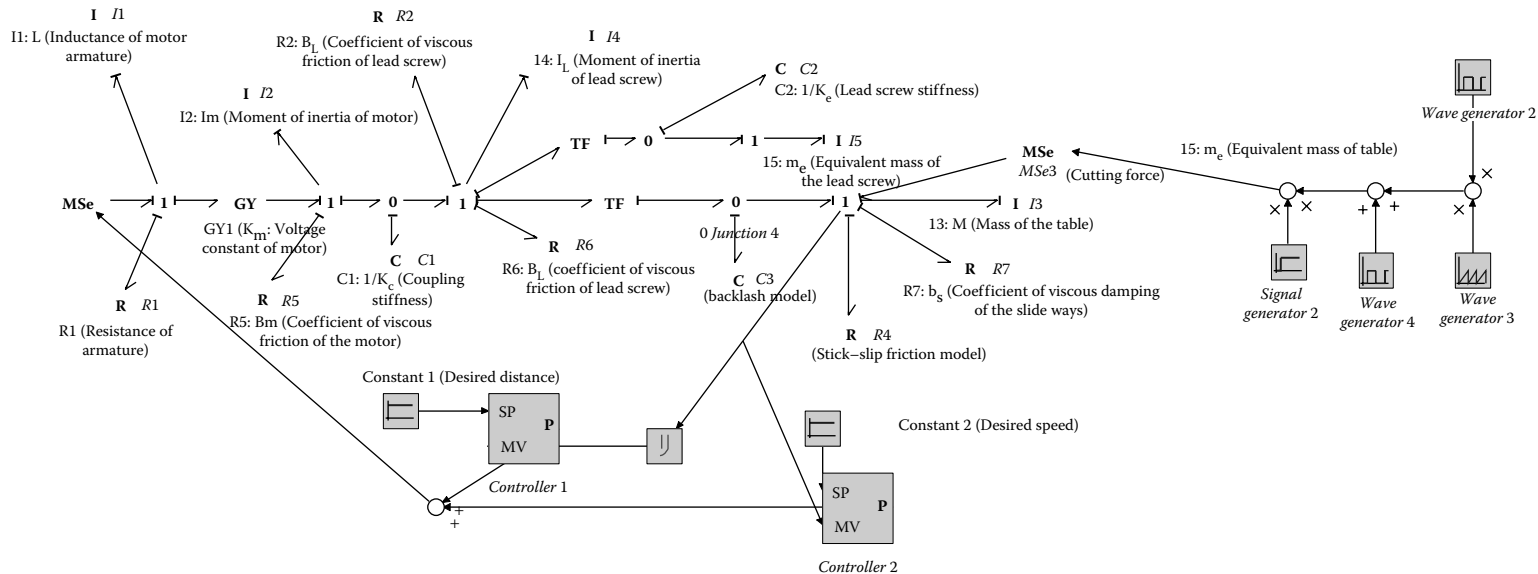 I I1
I1: L (Inductance of motor
armature)
R R2
R2: BL (Coefficient of viscous
friction of lead screw)
I I4
14: IL (Moment of inertia
of lead screw)
C C2
C2: 1/Ke (Lead screw stiffness)
I I2
I2: Im (Moment of inertia of motor)
Wave generator 2
TF 0 1 I I5
15: me (Equivalent mass of
the lead screw)
MSe
MSe3 (Cutting force)
15: me (Equivalent mass of table)
×
MSe 1 GY 1 0 1 TF 0 1 I I3
GY1 (Km: Voltage
constant of motor)
0 Junction 4
13: M (Mass of the table)
× × + + ×
R R1
R1 (Resistance of
armature)
R R5
R5: Bm (Coefficient of viscous
friction of the motor)
C C1
C1: 1/Kc (Coupling
stiffness)
R R6
R6: BL (coefficient of viscous
friction of lead screw)
C C3
(backlash model)
R R7
R7: bs (Coefficient of viscous damping
of the slide ways)
R R4
(Stick–slip friction model)
Signal
generator 2
Wave
generator 4
Wave
generator 3
Constant 1 (Desired distance)
SP
P
MV
Controller 1
Constant 2 (Desired speed)
SP
P
MV
Controller 2
+
+